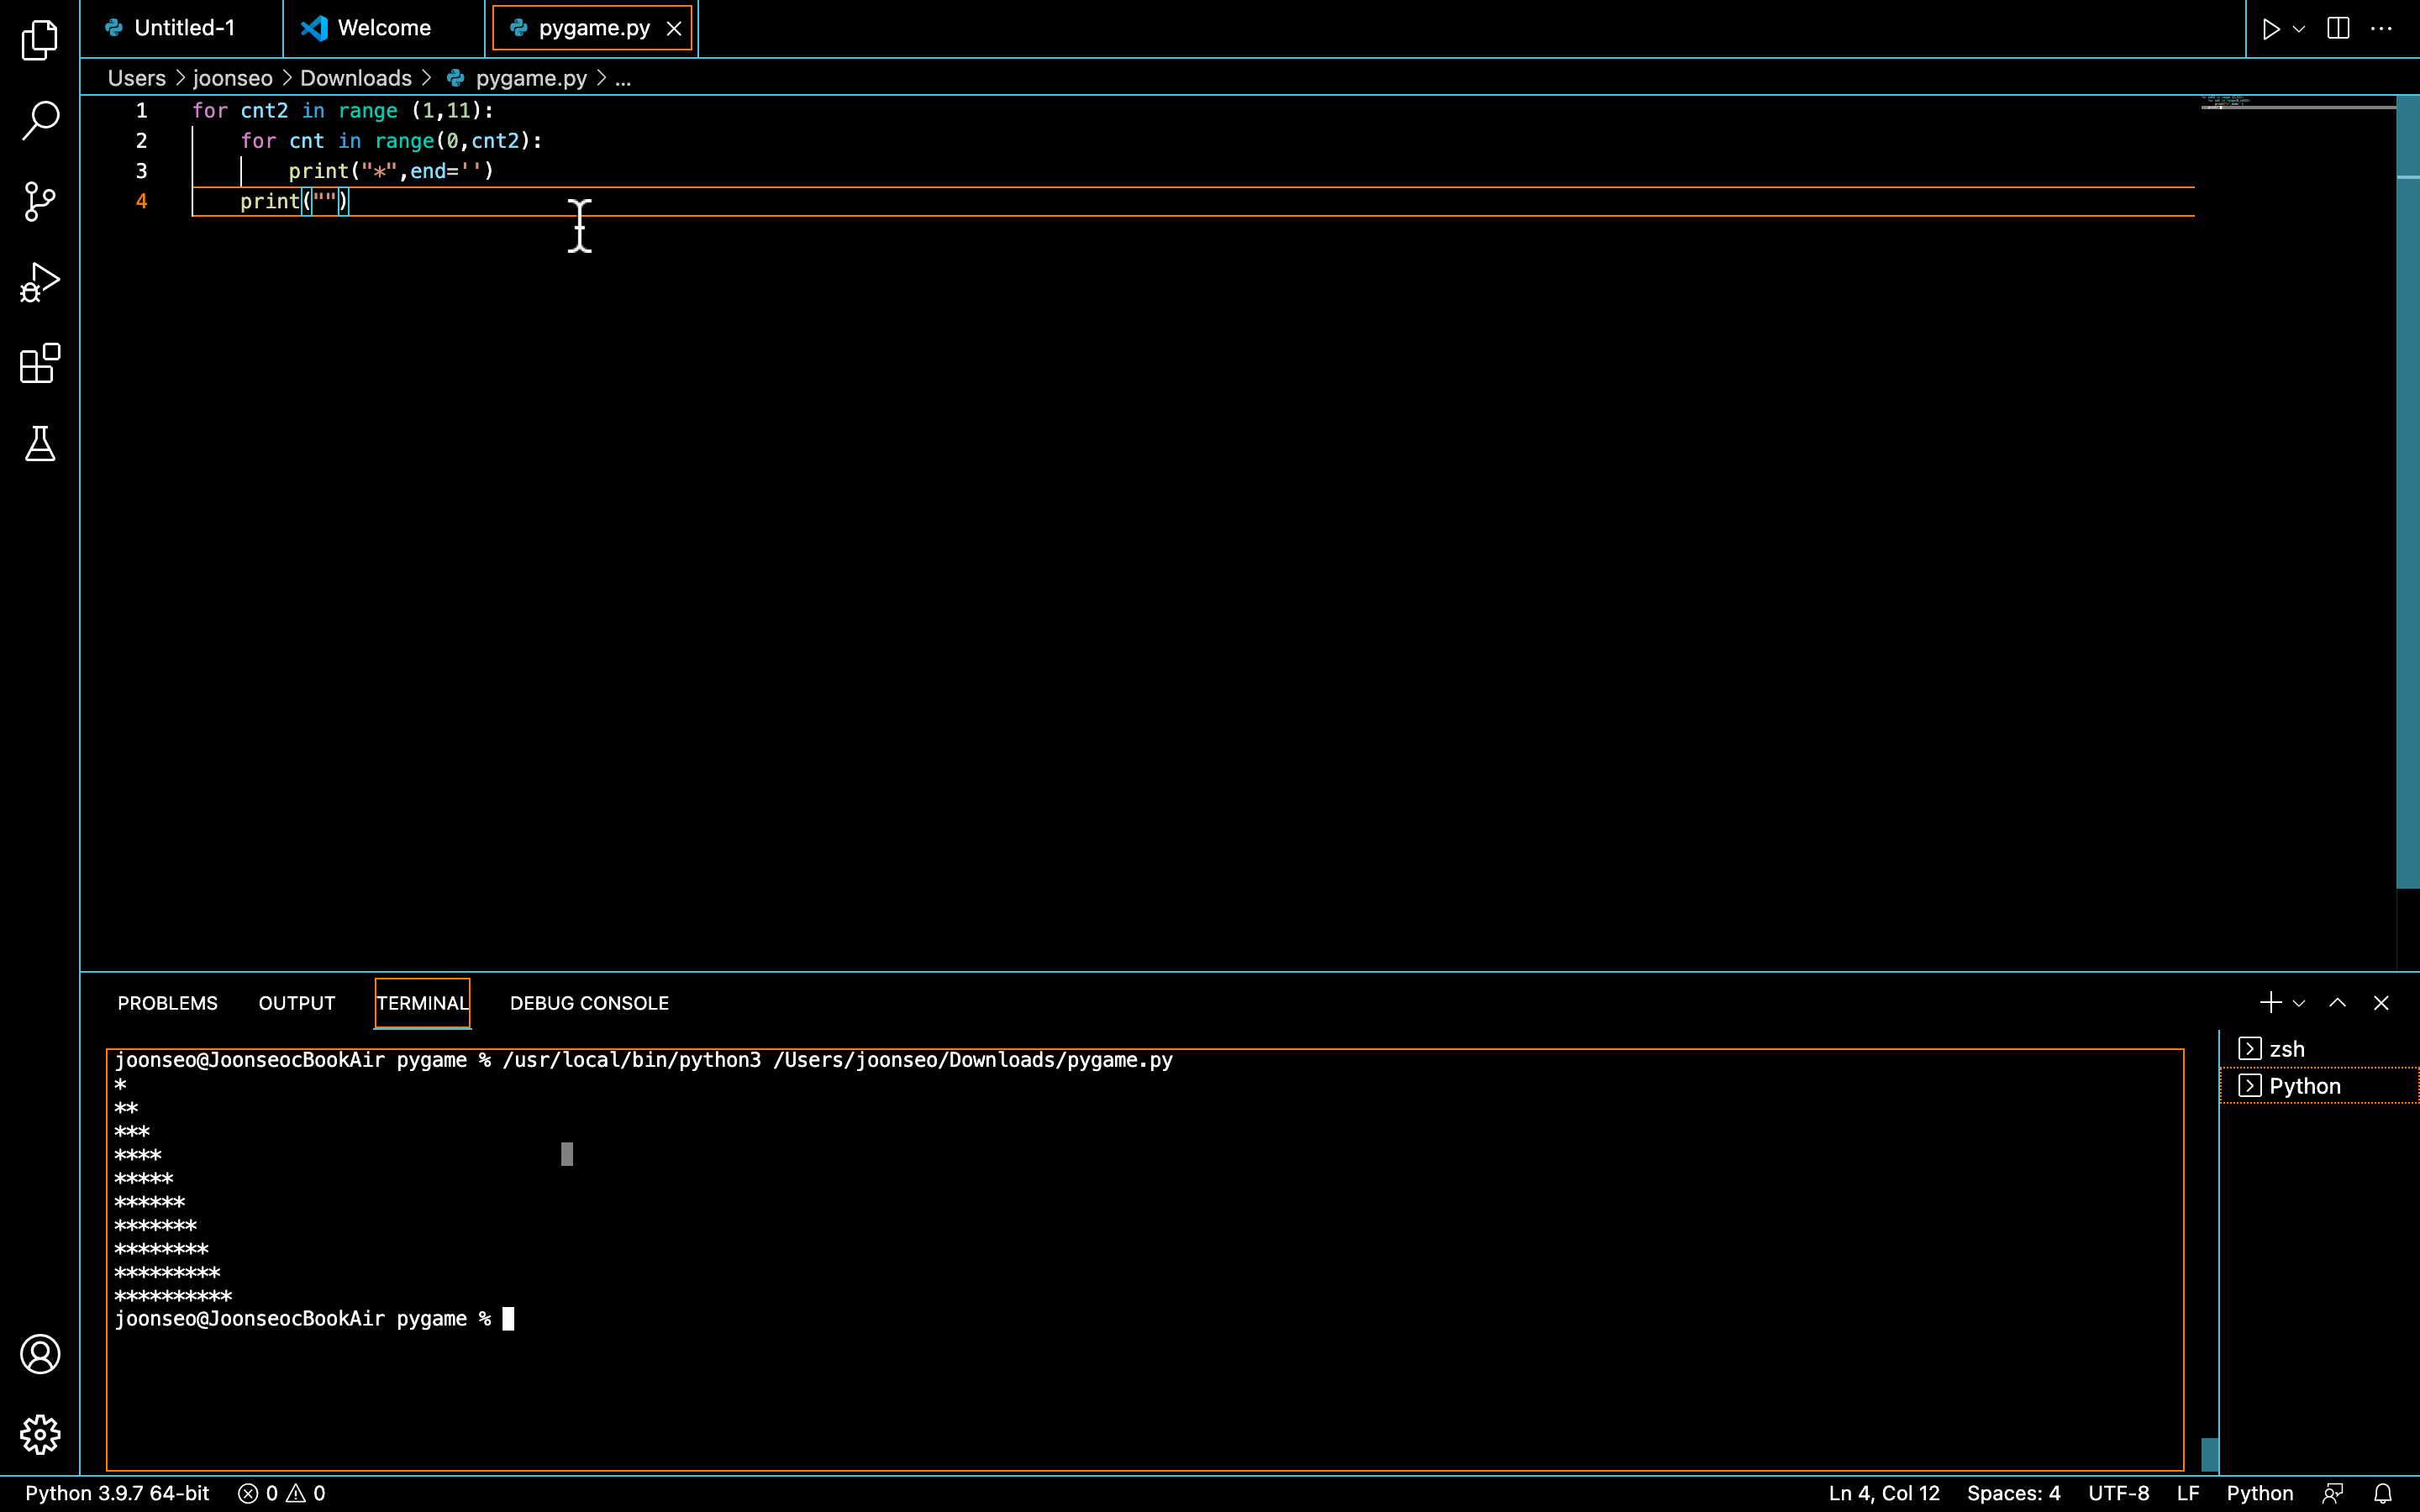 Untitled-1 Welcome pygame.py
Users > joonseo > Downloads > pygame.py > ...
1 for cnt2 in range (1,11):
2     for cnt in range(0,cnt2):
3         print("*",end='')
4     print("")
PROBLEMS OUTPUT TERMINAL DEBUG CONSOLE
joonseo@JoonseocBookAir pygame % /usr/local/bin/python3 /Users/joonseo/Downloads/pygame.py
*
**
***
****
*****
******
*******
********
*********
**********
joonseo@JoonseocBookAir pygame %
zsh
Python
Python 3.9.7 64-bit 0 0 Ln 4, Col 12 Spaces: 4 UTF-8 LF Python